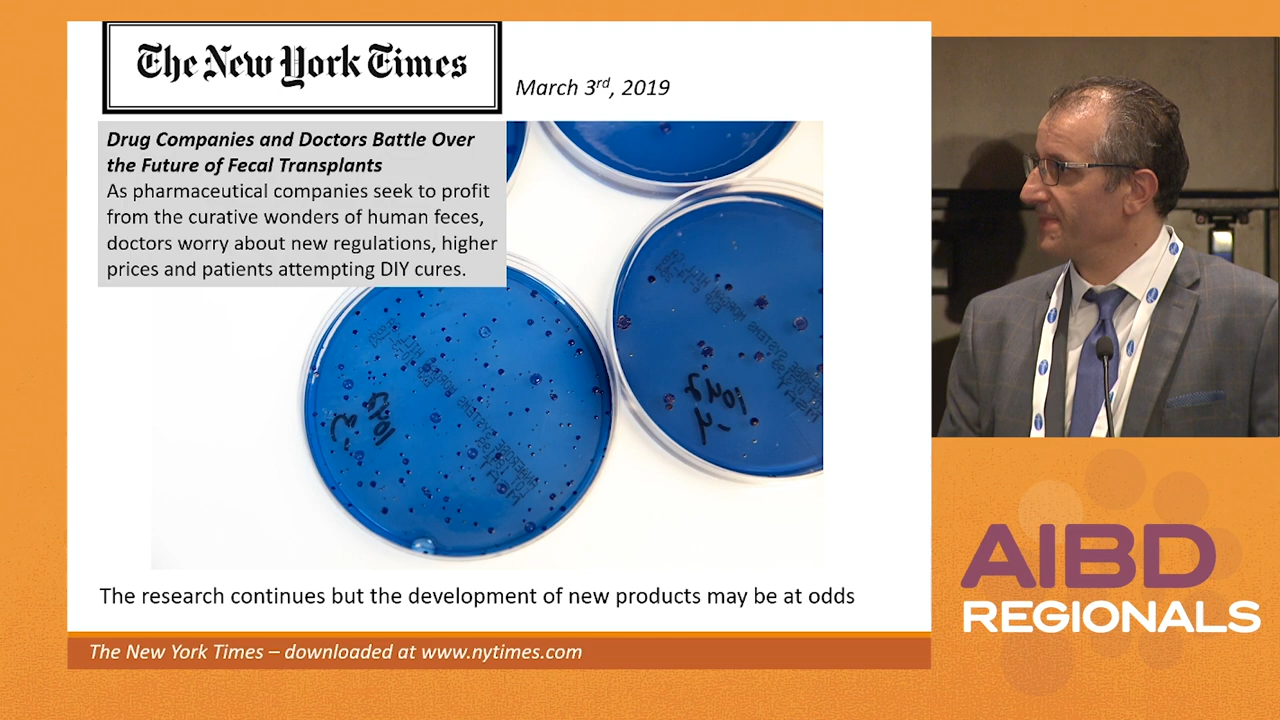 The New York Times
March 3rd, 2019
Drug Companies and Doctors Battle Over
the Future of Fecal Transplants
As pharmaceutical companies seek to profit
from the curative wonders of human feces,
doctors worry about new regulations, higher
prices and patients attempting DIY cures.
The research continues but the development of new products may be at odds
The New York Times – downloaded at www.nytimes.com
AIBD
REGIONALS